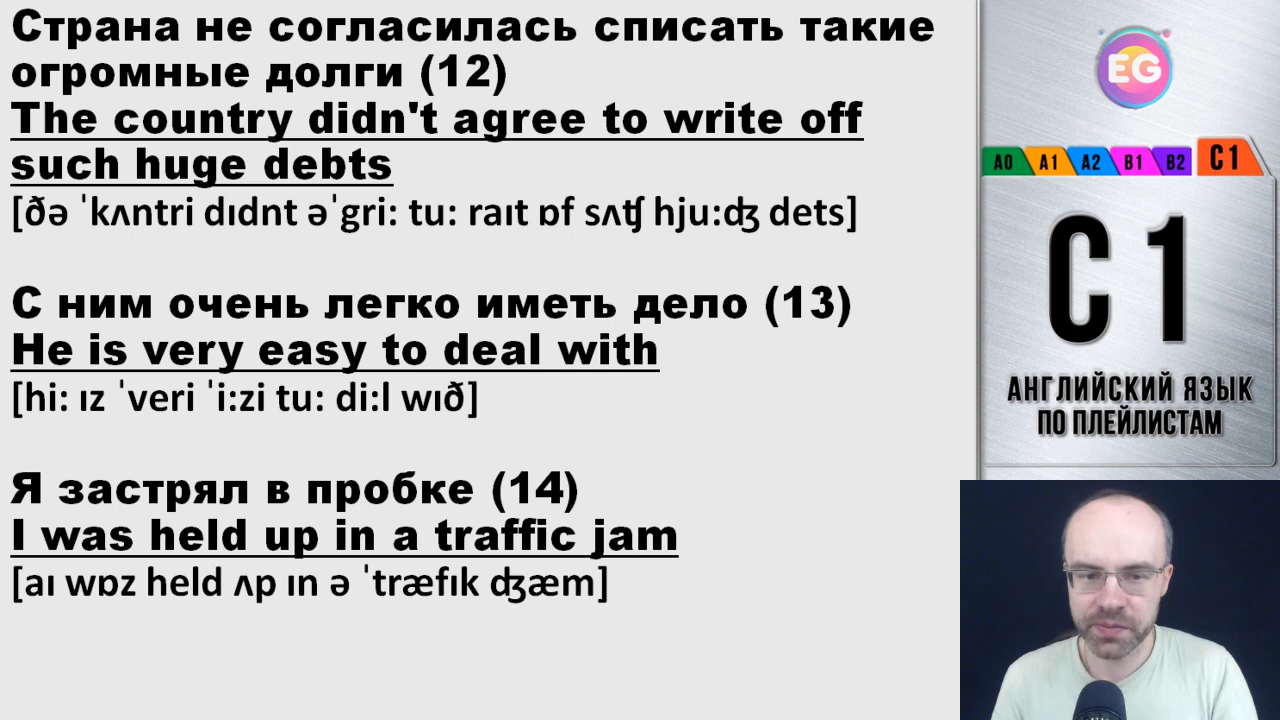 Страна не согласилась списать такие
огромные долги (12)
The country didn't agree to write off
such huge debts
[ðə ˈkʌntri dɪdnt əˈgri: tu: raɪt ɒf sʌʧ hju:ʤ dets]
С ним очень легко иметь дело (13)
He is very easy to deal with
[hi: ɪz ˈveri ˈi:zi tu: di:l wɪð]
Я застрял в пробке (14)
I was held up in a traffic jam
[aɪ wɒz held ʌp ɪn ə ˈtræfɪk ʤæm]
EG
A0 A1 A2 B1 B2 C1
C1
АНГЛИЙСКИЙ ЯЗЫК
ПО ПЛЕЙЛИСТАМ